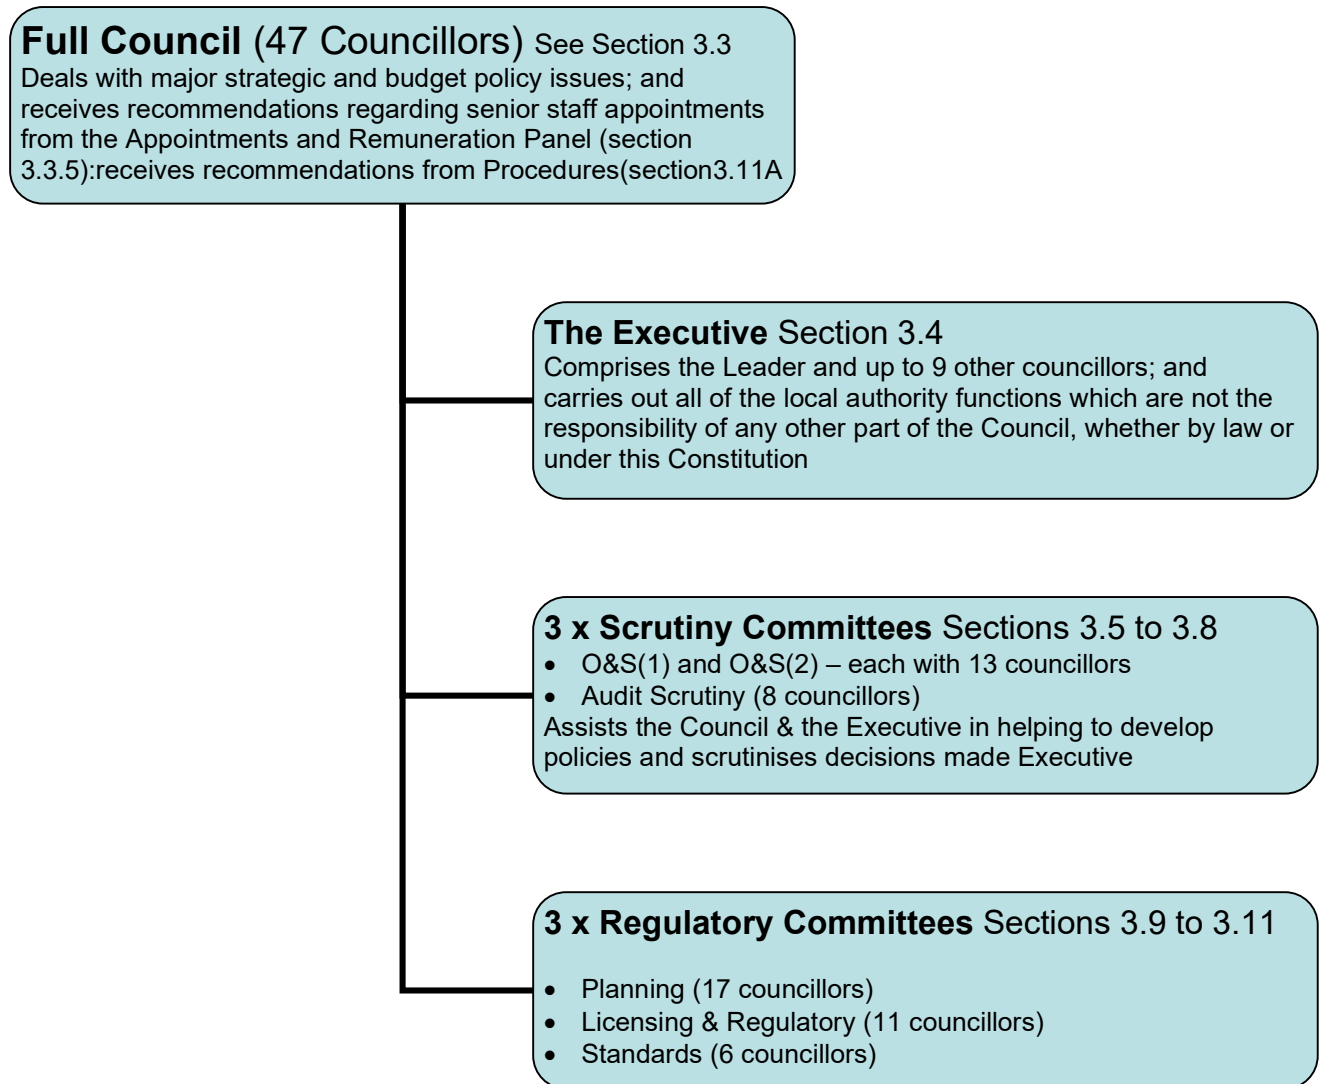 Full Council (47 Councillors) See Section 3.3
Deals with major strategic and budget policy issues; and
receives recommendations regarding senior staff appointments
from the Appointments and Remuneration Panel (section
3.3.5):receives recommendations from Procedures(section3.11A
The Executive Section 3.4
Comprises the Leader and up to 9 other councillors; and
carries out all of the local authority functions which are not the
responsibility of any other part of the Council, whether by law or
under this Constitution
3 x Scrutiny Committees Sections 3.5 to 3.8
• O&S(1) and O&S(2) – each with 13 councillors
• Audit Scrutiny (8 councillors)
Assists the Council & the Executive in helping to develop
policies and scrutinises decisions made Executive
3 x Regulatory Committees Sections 3.9 to 3.11
• Planning (17 councillors)
• Licensing & Regulatory (11 councillors)
• Standards (6 councillors)